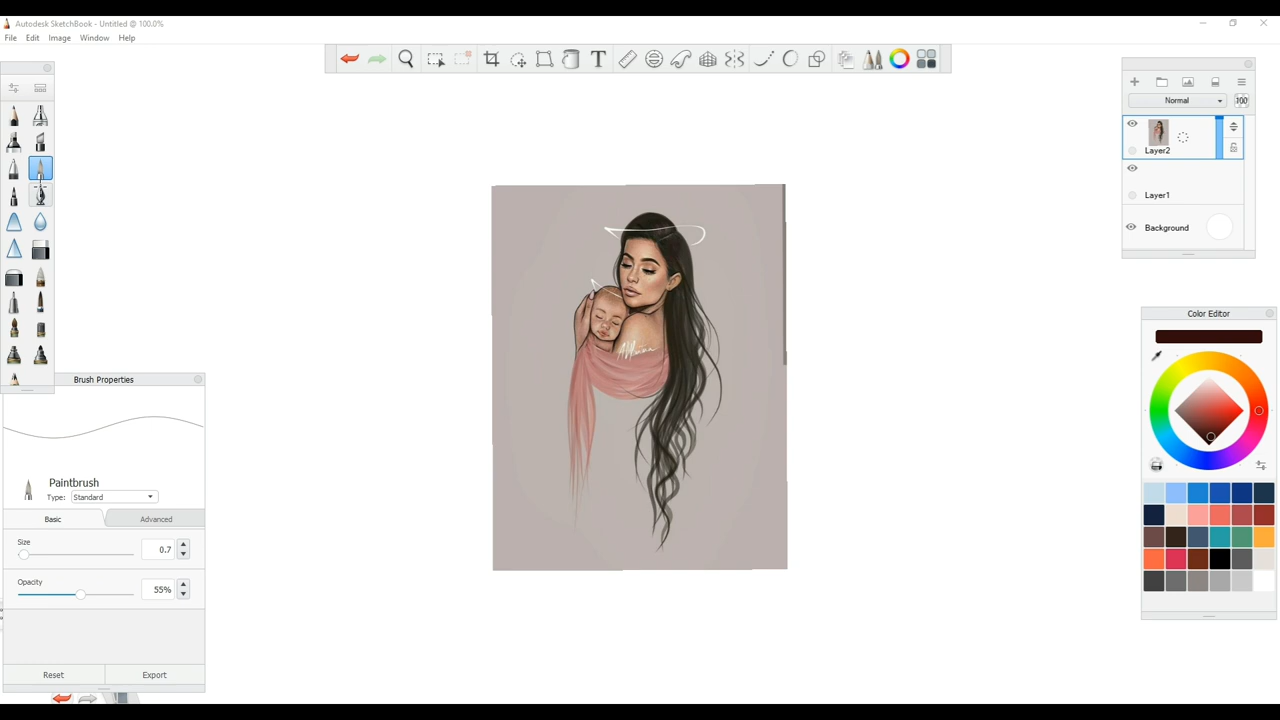 Autodesk SketchBook - Untitled @ 100.0%
File Edit Image Window Help
T
Normal 100
Layer2
Layer1
Background
Color Editor
Brush Properties
Paintbrush
Type: Standard
Basic Advanced
Size
0.7
Opacity
55%
Reset Export